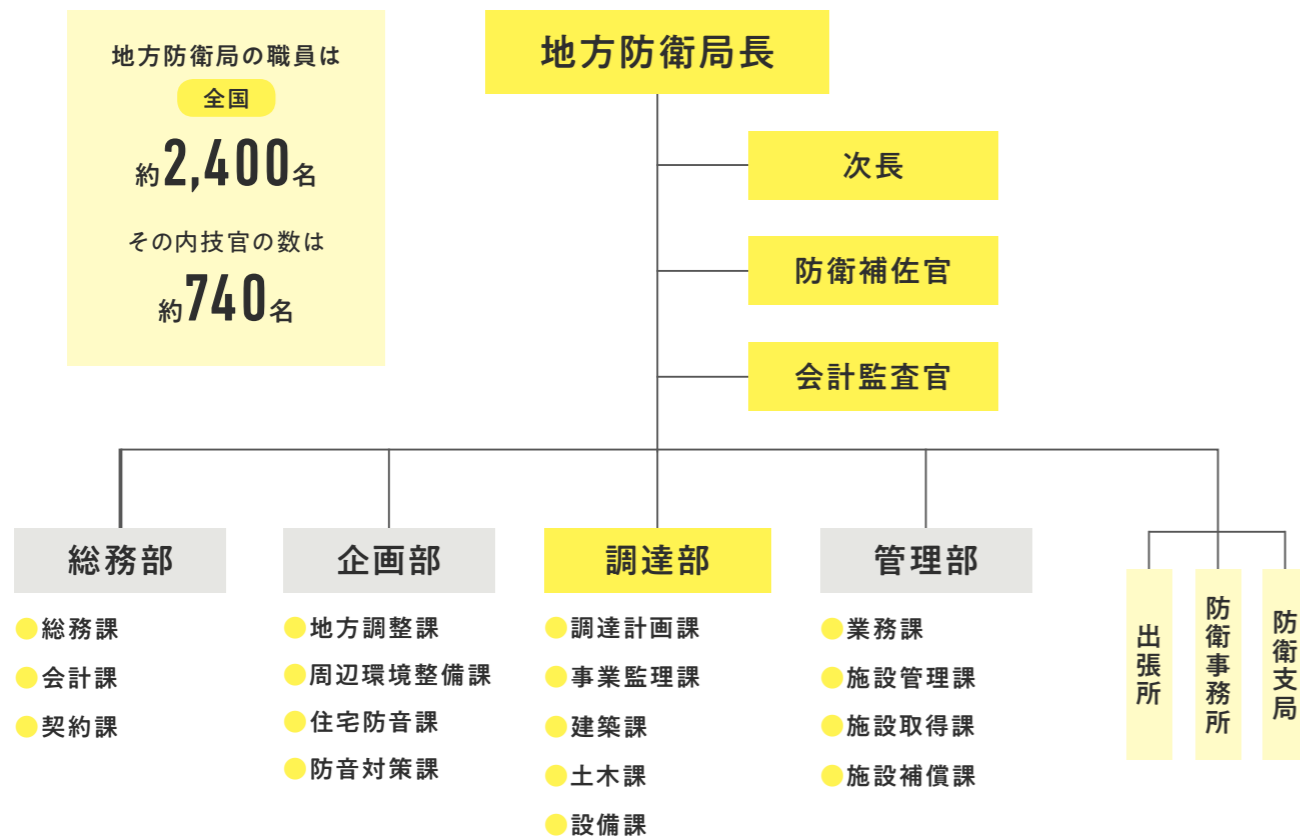 地方防衛局の職員は
全国
約2,400名
その内技官の数は
約740名
地方防衛局長
次長
防衛補佐官
会計監査官
総務部
総務課
会計課
契約課
企画部
地方調整課
周辺環境整備課
住宅防音課
防音対策課
調達部
調達計画課
事業監理課
建築課
土木課
設備課
管理部
業務課
施設管理課
施設取得課
施設補償課
出張所
防衛事務所
防衛支局